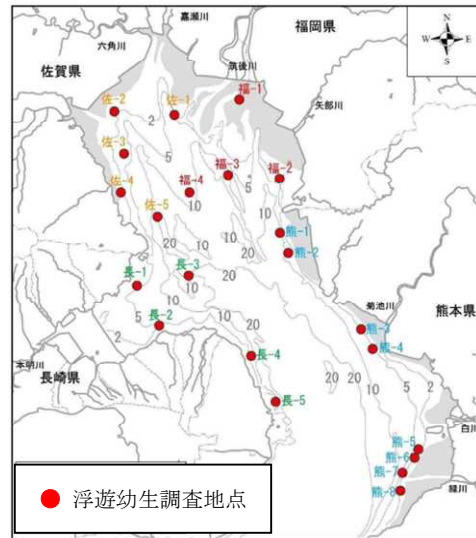 嘉瀬川
福岡県
六角川
筑後川
N
W E
S
佐賀県
福-1
佐-2
佐-1
矢部川
2
佐-3
5
福-3
福-2
佐-4
福-4
5
10
10
佐-5
熊-1
20
20
熊-2
10
20
長-3
長-1
10
20
菊池川
熊本県
5
10
10
長-2
20
熊-3
2
5
熊-4
本明川
長-4
20
20
10
5
2
長崎県
長-5
白川
熊-5
熊-6
熊-7
熊-8
緑川
浮遊幼生調査地点